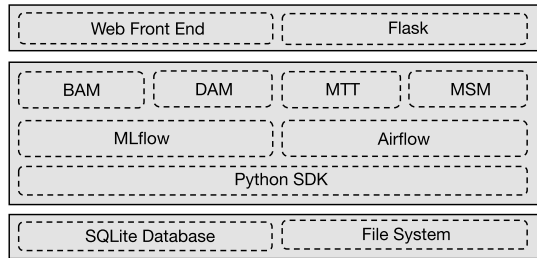 Web Front End Flask
BAM DAM MTT MSM
MLflow Airflow
Python SDK
SQLite Database File System